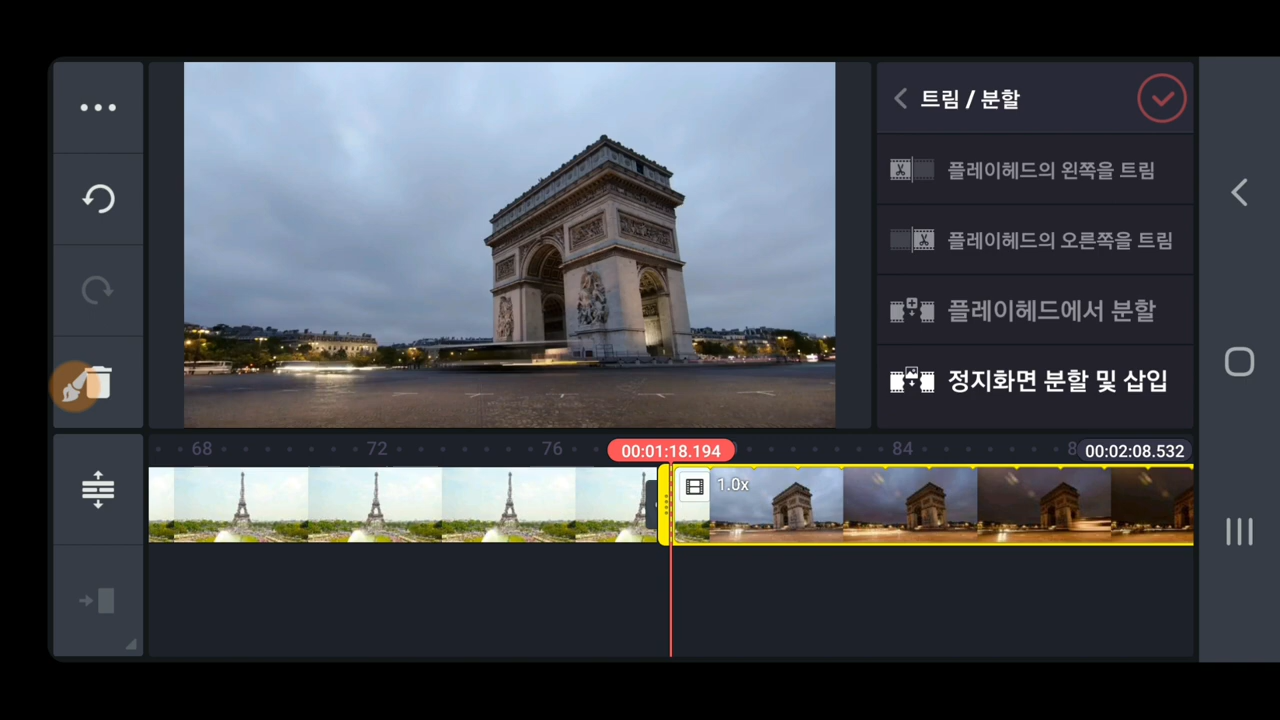 트림 / 분할
플레이헤드의 왼쪽을 트림
플레이헤드의 오른쪽을 트림
플레이헤드에서 분할
정지화면 분할 및 삽입
68 72 76 00:01:18.194 84 8 00:02:08.532
1.0x